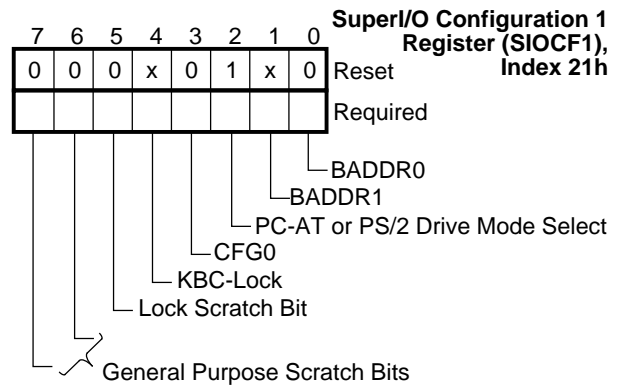 SuperI/O Configuration 1
Register (SIOCF1),
Index 21h
7 6 5 4 3 2 1 0
0 0 0 x 0 1 x 0 Reset
Required
BADDR0
BADDR1
PC-AT or PS/2 Drive Mode Select
CFG0
KBC-Lock
Lock Scratch Bit
General Purpose Scratch Bits